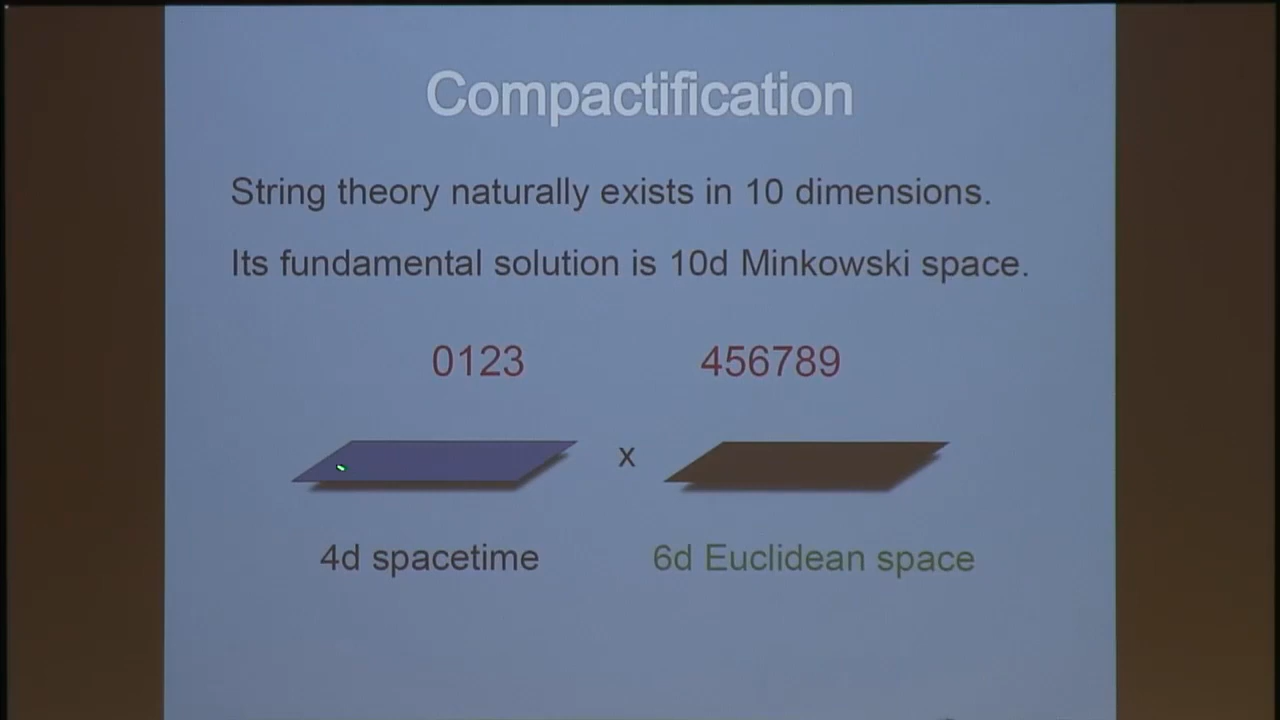 Compactification
String theory naturally exists in 10 dimensions.
Its fundamental solution is 10d Minkowski space.
0123 456789
x
4d spacetime 6d Euclidean space